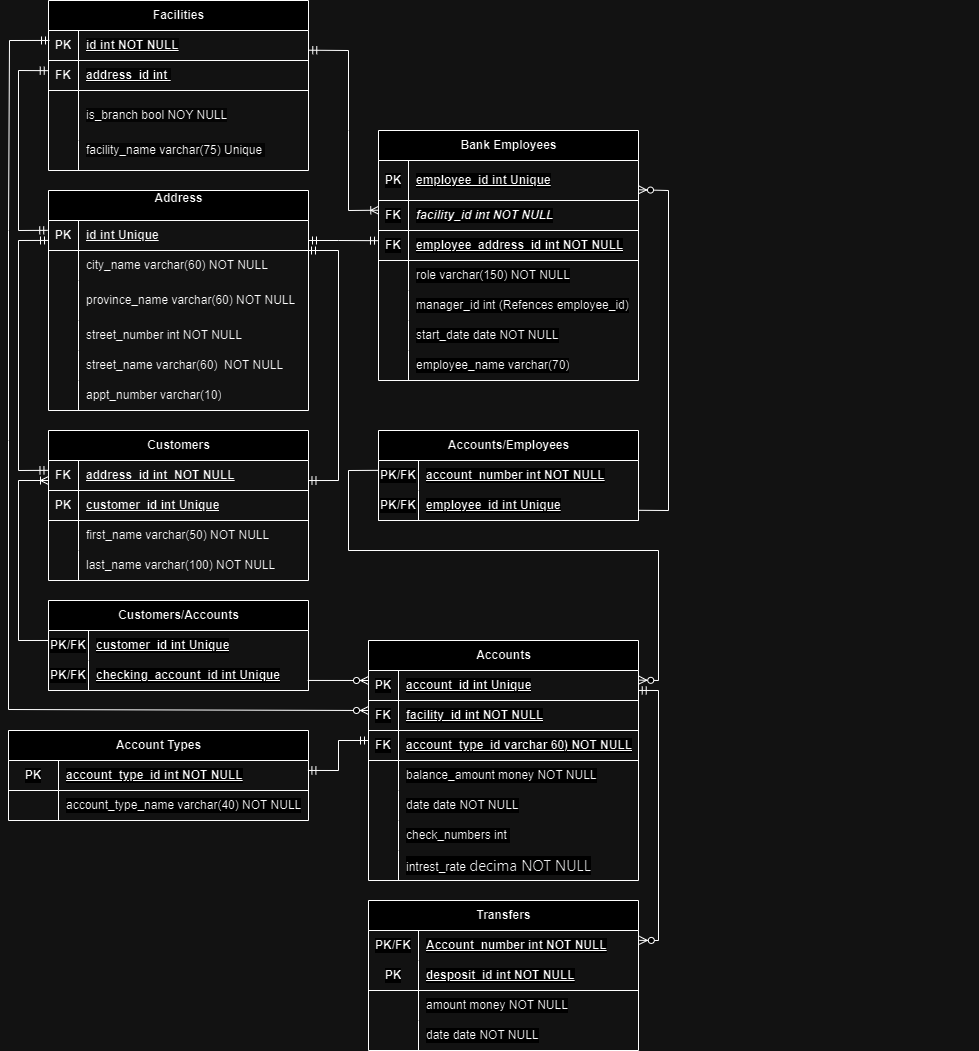 Facilities
PK id int NOT NULL
FK address_id int
is_branch bool NOY NULL
facility_name varchar(75) Unique
Address
PK id int Unique
city_name varchar(60) NOT NULL
province_name varchar(60) NOT NULL
street_number int NOT NULL
street_name varchar(60)  NOT NULL
appt_number varchar(10)
Customers
FK address_id int  NOT NULL
PK customer_id int Unique
first_name varchar(50) NOT NULL
last_name varchar(100) NOT NULL
Customers/Accounts
PK/FK customer_id int Unique
PK/FK checking_account_id int Unique
Account Types
PK account_type_id int NOT NULL
account_type_name varchar(40) NOT NULL
Bank Employees
PK employee_id int Unique
FK facility_id int NOT NULL
FK employee_address_id int NOT NULL
role varchar(150) NOT NULL
manager_id int (Refences employee_id)
start_date date NOT NULL
employee_name varchar(70)
Accounts/Employees
PK/FK account_number int NOT NULL
PK/FK employee_id int Unique
Accounts
PK account_id int Unique
FK facility_id int NOT NULL
FK account_type_id varchar 60) NOT NULL
balance_amount money NOT NULL
date date NOT NULL
check_numbers int
intrest_rate decima NOT NULL
Transfers
PK/FK Account_number int NOT NULL
PK desposit_id int NOT NULL
amount money NOT NULL
date date NOT NULL